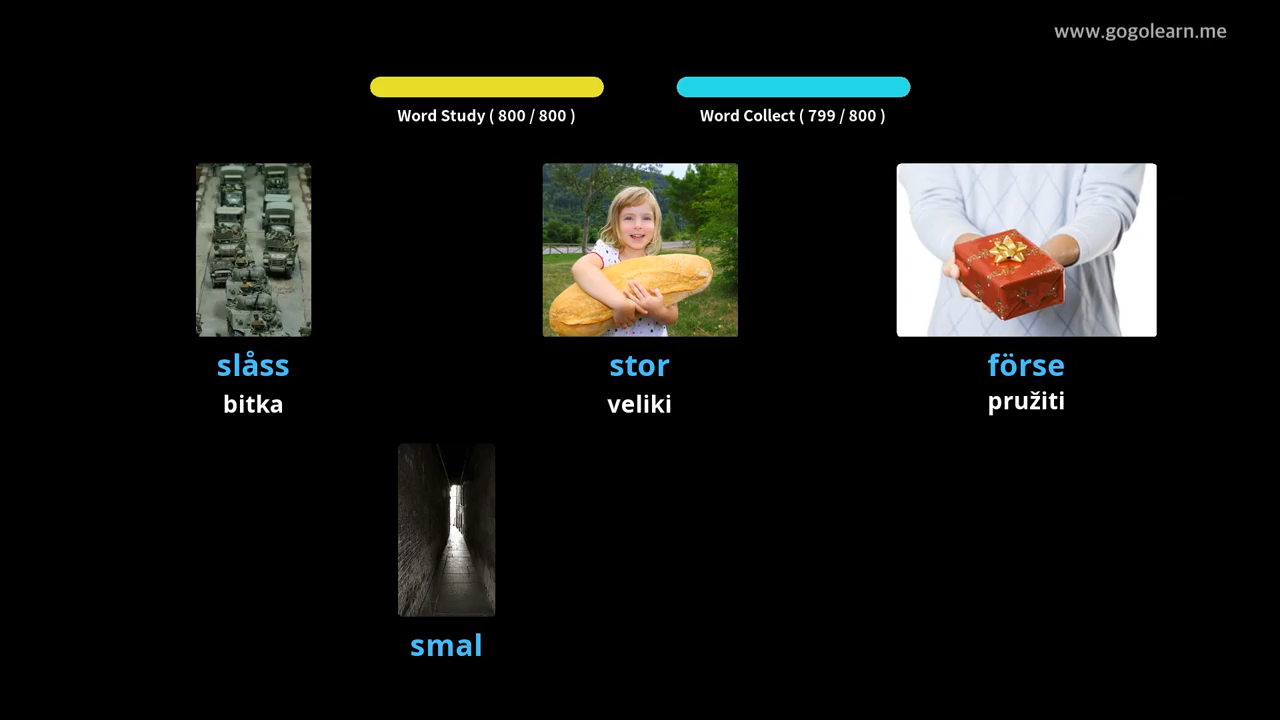 www.gogolearn.me
Word Study ( 800 / 800 )
Word Collect ( 799 / 800 )
slåss
stor
förse
bitka
veliki
pružiti
smal